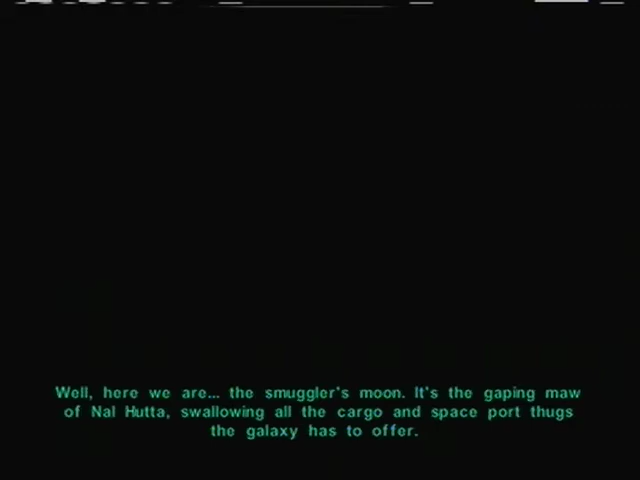 Well, here we are... the smuggler's moon. It's the gaping maw
of Nal Hutta, swallowing all the cargo and space port thugs
the galaxy has to offer.